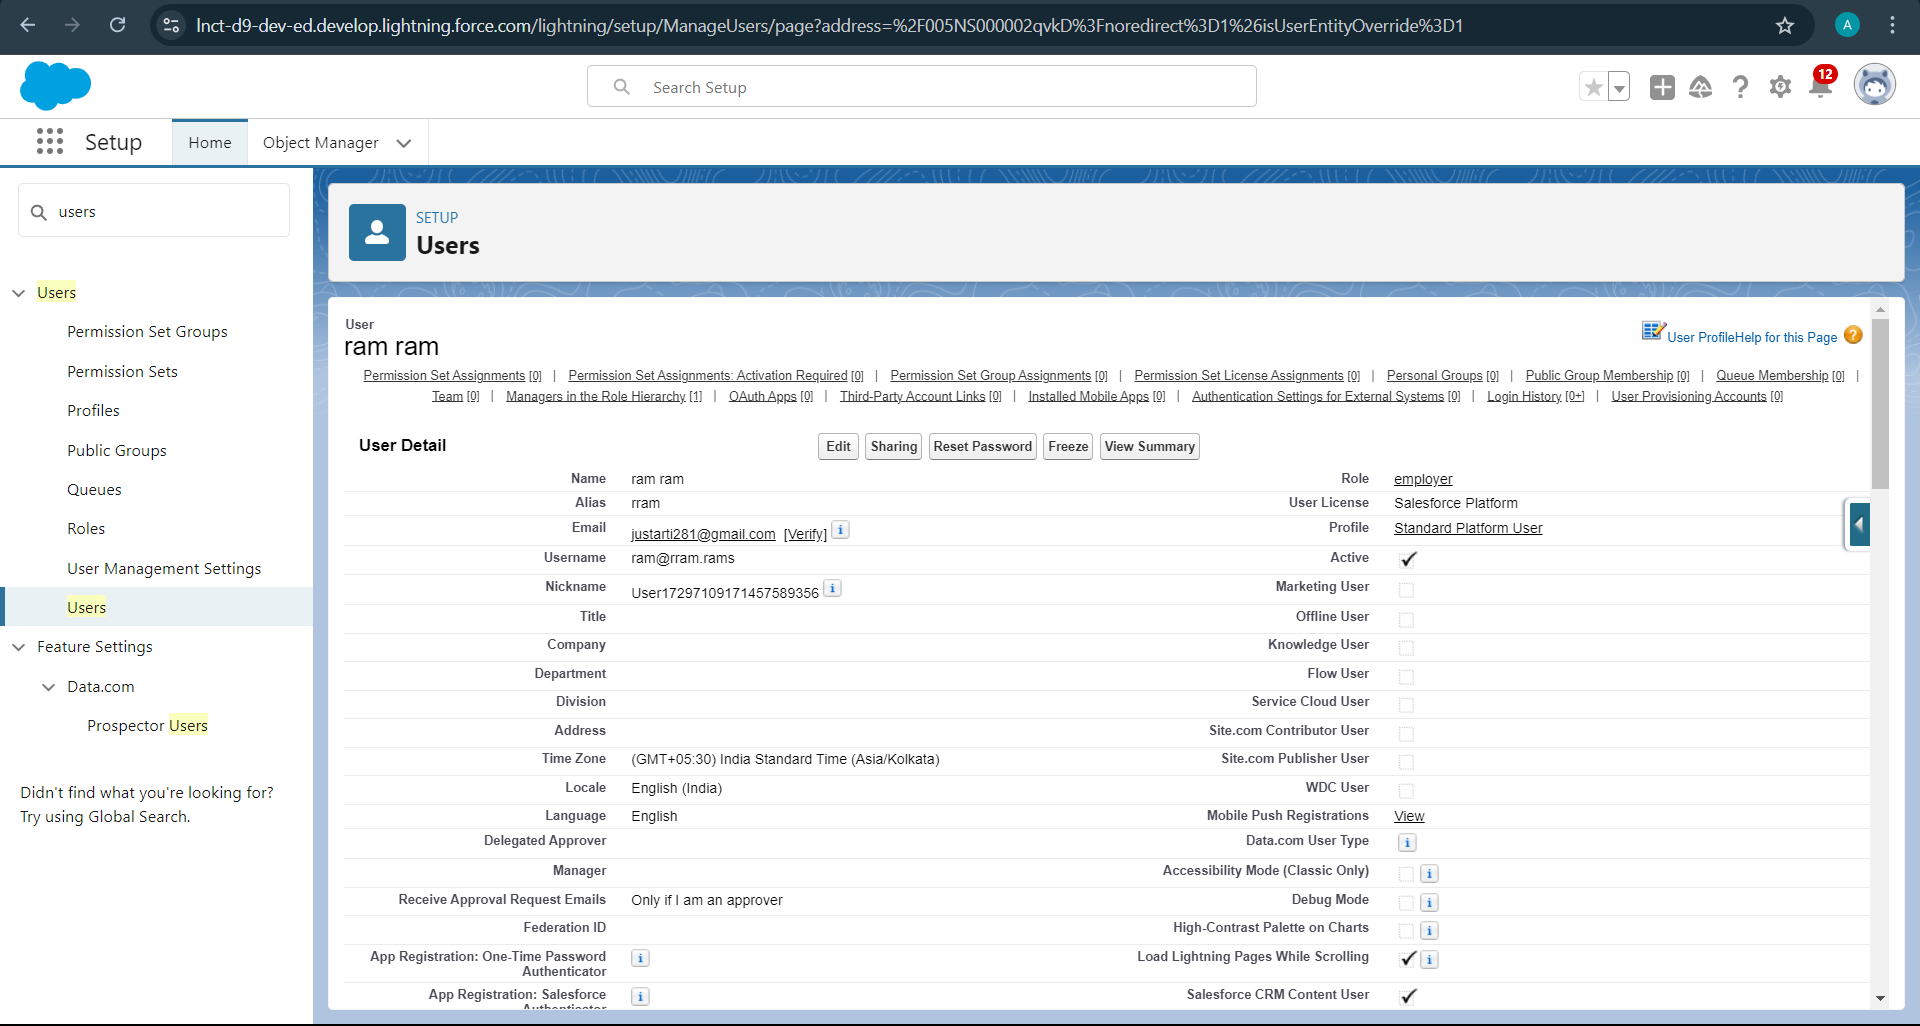 lnct-d9-dev-ed.develop.lightning.force.com/lightning/setup/ManageUsers/page?address=%2F005NS000002qvkD%3Fnoredirect%3D1%26isUserEntityOverride%3D1
A
Search Setup
12
Setup
Home
Object Manager
users
SETUP
Users
Users
Permission Set Groups
Permission Sets
Profiles
Public Groups
Queues
Roles
User Management Settings
Users
Feature Settings
Data.com
Prospector Users
Didn't find what you're looking for?
Try using Global Search.
User
ram ram
User Profile Help for this Page ?
Permission Set Assignments [0] | Permission Set Assignments: Activation Required [0] | Permission Set Group Assignments [0] | Permission Set License Assignments [0] | Personal Groups [0] | Public Group Membership [0] | Queue Membership [0] |
Team [0] | Managers in the Role Hierarchy [1] | OAuth Apps [0] | Third-Party Account Links [0] | Installed Mobile Apps [0] | Authentication Settings for External Systems [0] | Login History [0+] | User Provisioning Accounts [0]
User Detail
Edit Sharing Reset Password Freeze View Summary
Name ram ram Role employer
Alias rram User License Salesforce Platform
Email justarti281@gmail.com [Verify] i Profile Standard Platform User
Username ram@rram.rams Active
Nickname User17297109171457589356 i Marketing User
Title Offline User
Company Knowledge User
Department Flow User
Division Service Cloud User
Address Site.com Contributor User
Time Zone (GMT+05:30) India Standard Time (Asia/Kolkata) Site.com Publisher User
Locale English (India) WDC User
Language English Mobile Push Registrations View
Delegated Approver Data.com User Type i
Manager Accessibility Mode (Classic Only) i
Receive Approval Request Emails Only if I am an approver Debug Mode i
Federation ID High-Contrast Palette on Charts i
App Registration: One-Time Password i Load Lightning Pages While Scrolling i
Authenticator
App Registration: Salesforce i Salesforce CRM Content User
Authenticator